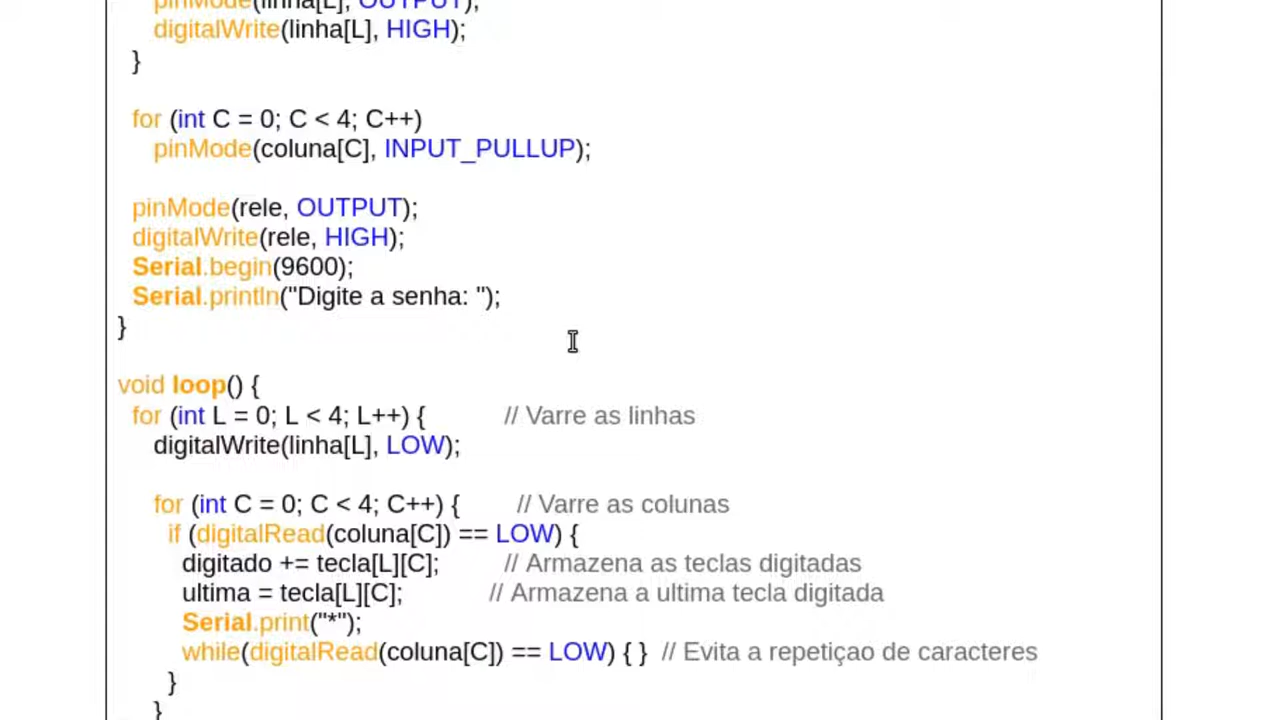 pinMode(linha[L], OUTPUT);
digitalWrite(linha[L], HIGH);
}
for (int C = 0; C < 4; C++)
pinMode(coluna[C], INPUT_PULLUP);
pinMode(rele, OUTPUT);
digitalWrite(rele, HIGH);
Serial.begin(9600);
Serial.println("Digite a senha: ");
}
void loop() {
for (int L = 0; L < 4; L++) { // Varre as linhas
digitalWrite(linha[L], LOW);
for (int C = 0; C < 4; C++) { // Varre as colunas
if (digitalRead(coluna[C]) == LOW) {
digitado += tecla[L][C]; // Armazena as teclas digitadas
ultima = tecla[L][C]; // Armazena a ultima tecla digitada
Serial.print("*");
while(digitalRead(coluna[C]) == LOW) { } // Evita a repetiçao de caracteres
}
}